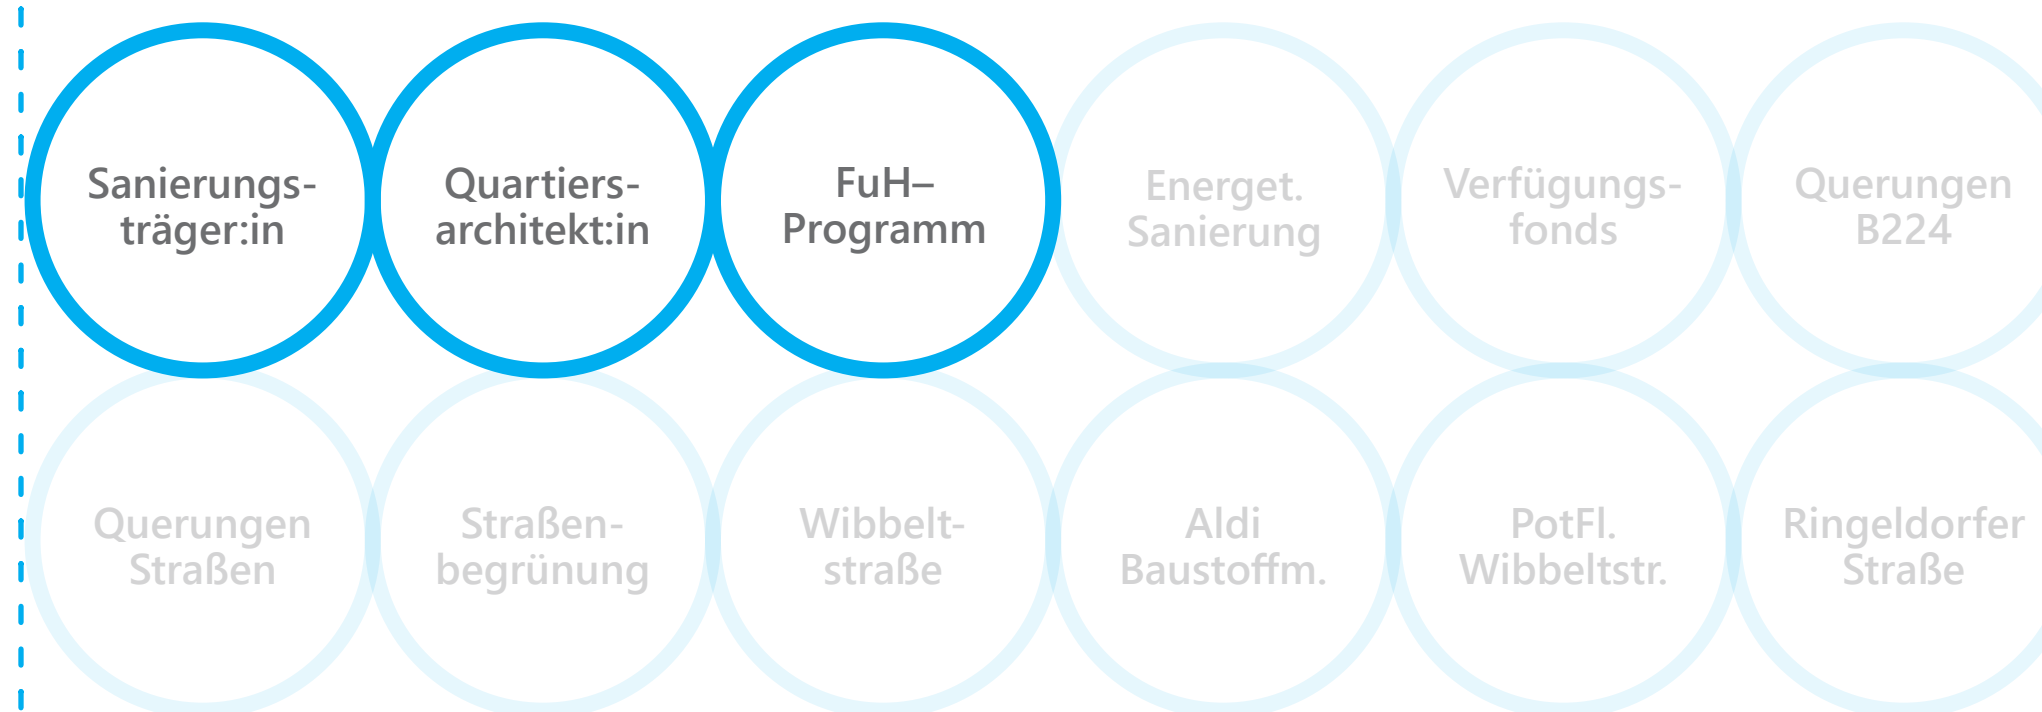 Sanierungs-
träger:in
Quartiers-
architekt:in
FuH–
Programm
Energet.
Sanierung
Verfügungs-
fonds
Querungen
B224
Querungen
Straßen
Straßen-
begrünung
Wibbelt-
straße
Aldi
Baustoffm.
PotFl.
Wibbeltstr.
Ringeldorfer
Straße